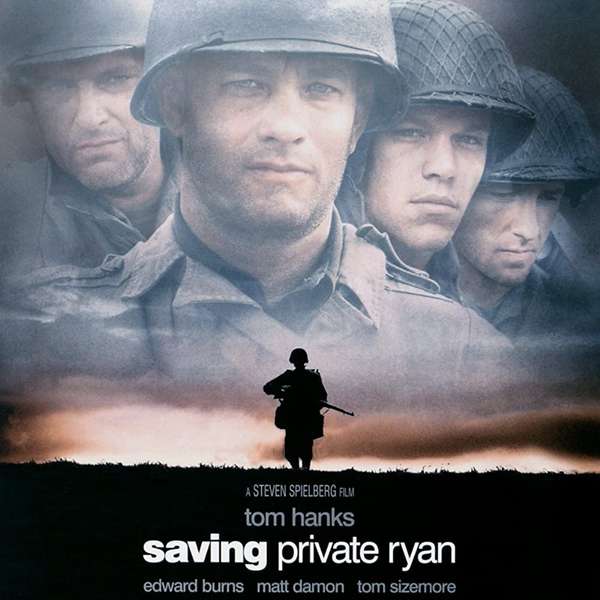 A STEVEN SPIELBERG FILM
tom hanks
saving private ryan
edward burns matt damon tom sizemore